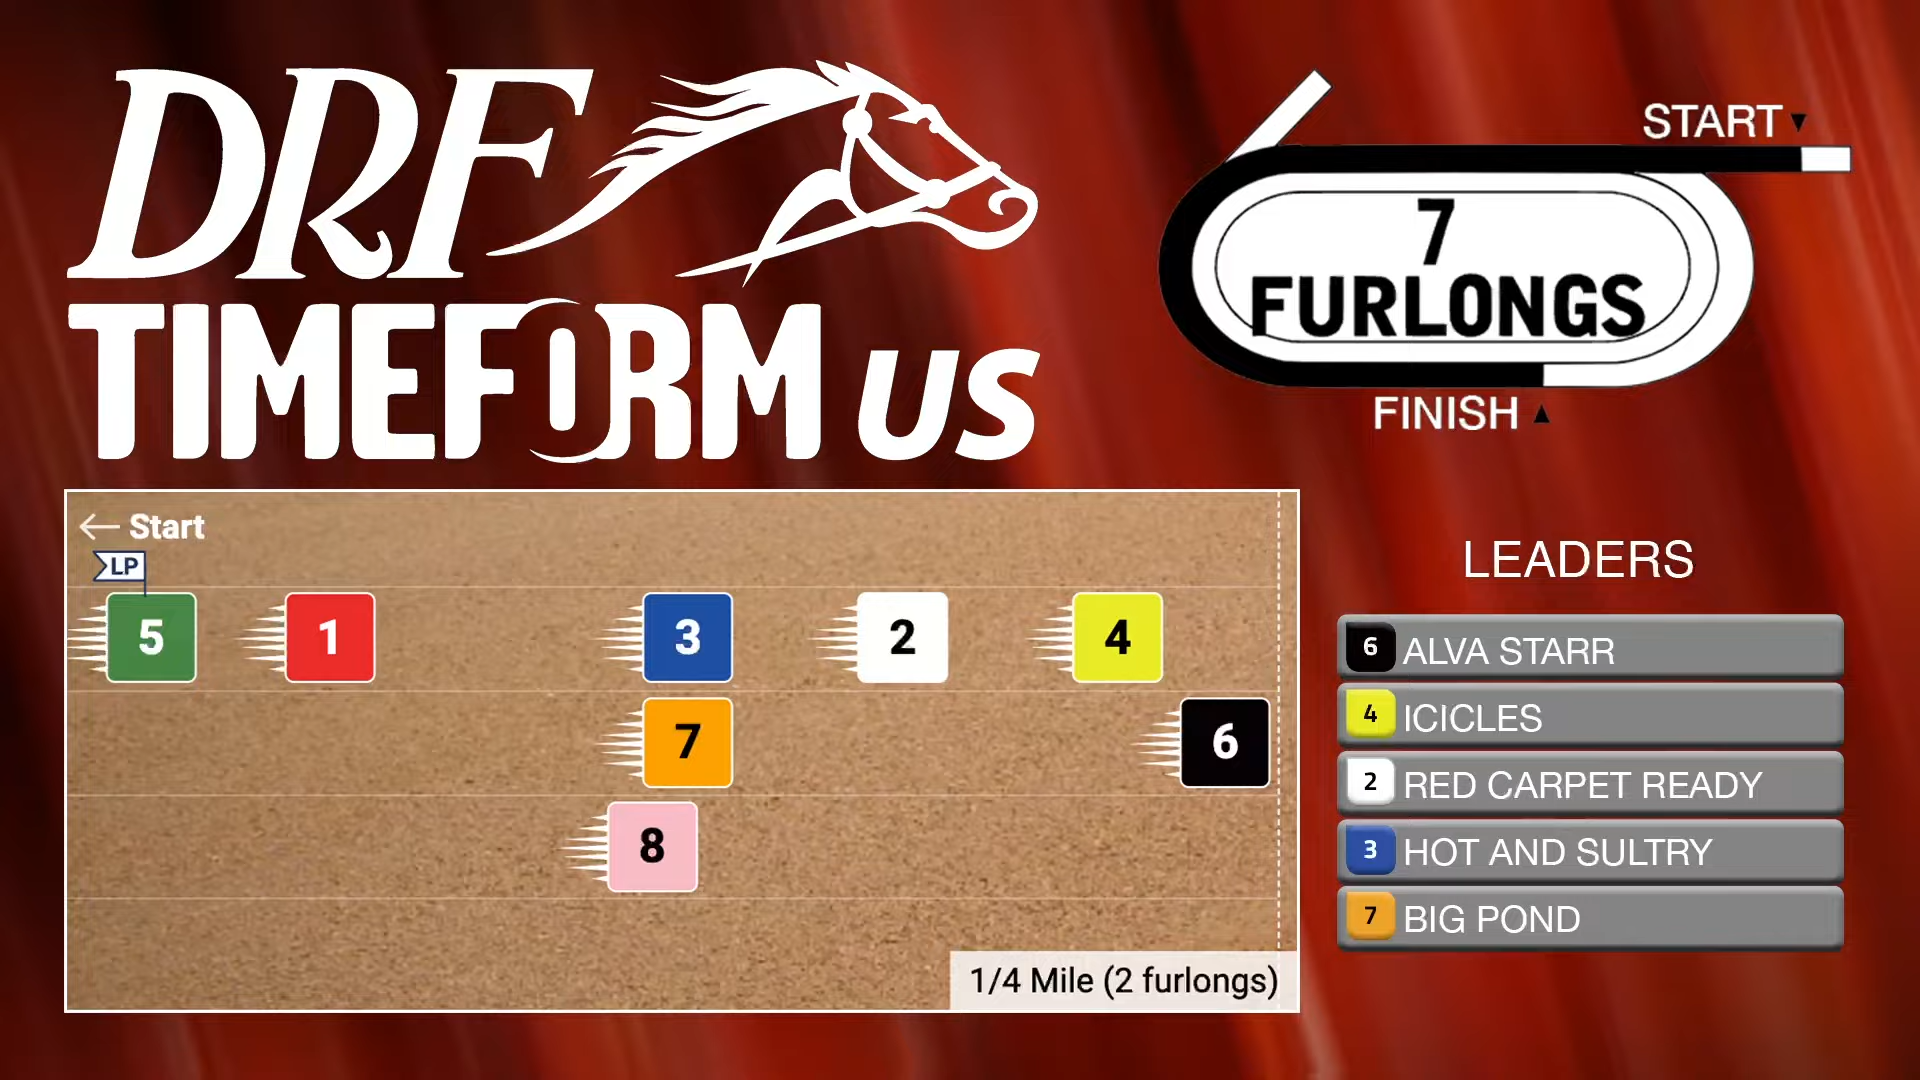 DRF
TIMEFORM US
START
7
FURLONGS
FINISH
← Start
LP
5
1
3
2
4
7
6
8
1/4 Mile (2 furlongs)
LEADERS
6 ALVA STARR
4 ICICLES
2 RED CARPET READY
3 HOT AND SULTRY
7 BIG POND